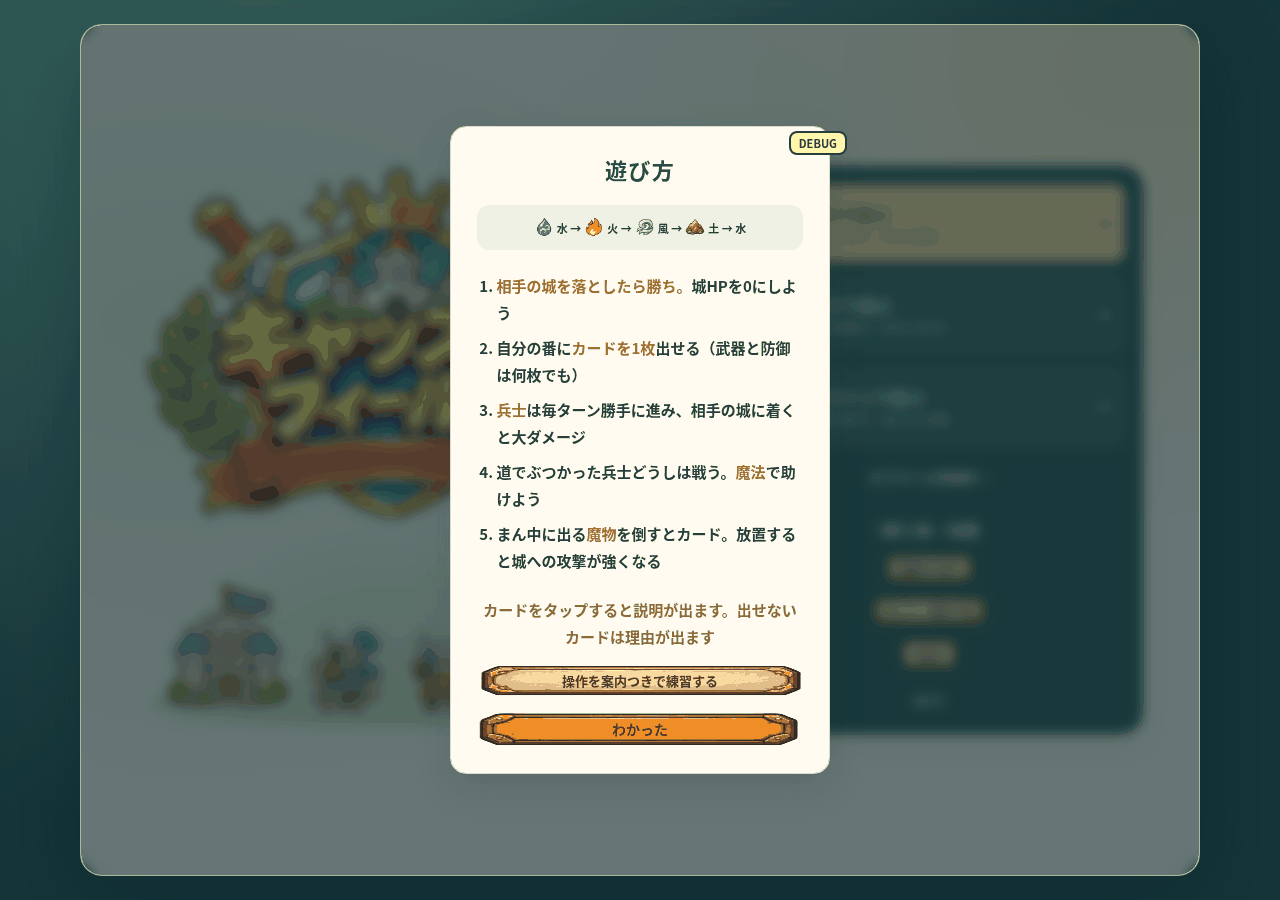 DEBUG
遊び方
水→火→風→土→水
1. 相手の城を落としたら勝ち。城HPを0にしよ
う
2. 自分の番にカードを1枚出せる（武器と防御
は何枚でも）
3. 兵士は毎ターン勝手に進み、相手の城に着く
と大ダメージ
4. 道でぶつかった兵士どうしは戦う。魔法で助
けよう
5. まん中に出る魔物を倒すとカード。放置する
と城への攻撃が強くなる
カードをタップすると説明が出ます。出せない
カードは理由が出ます
操作を案内つきで練習する
わかった